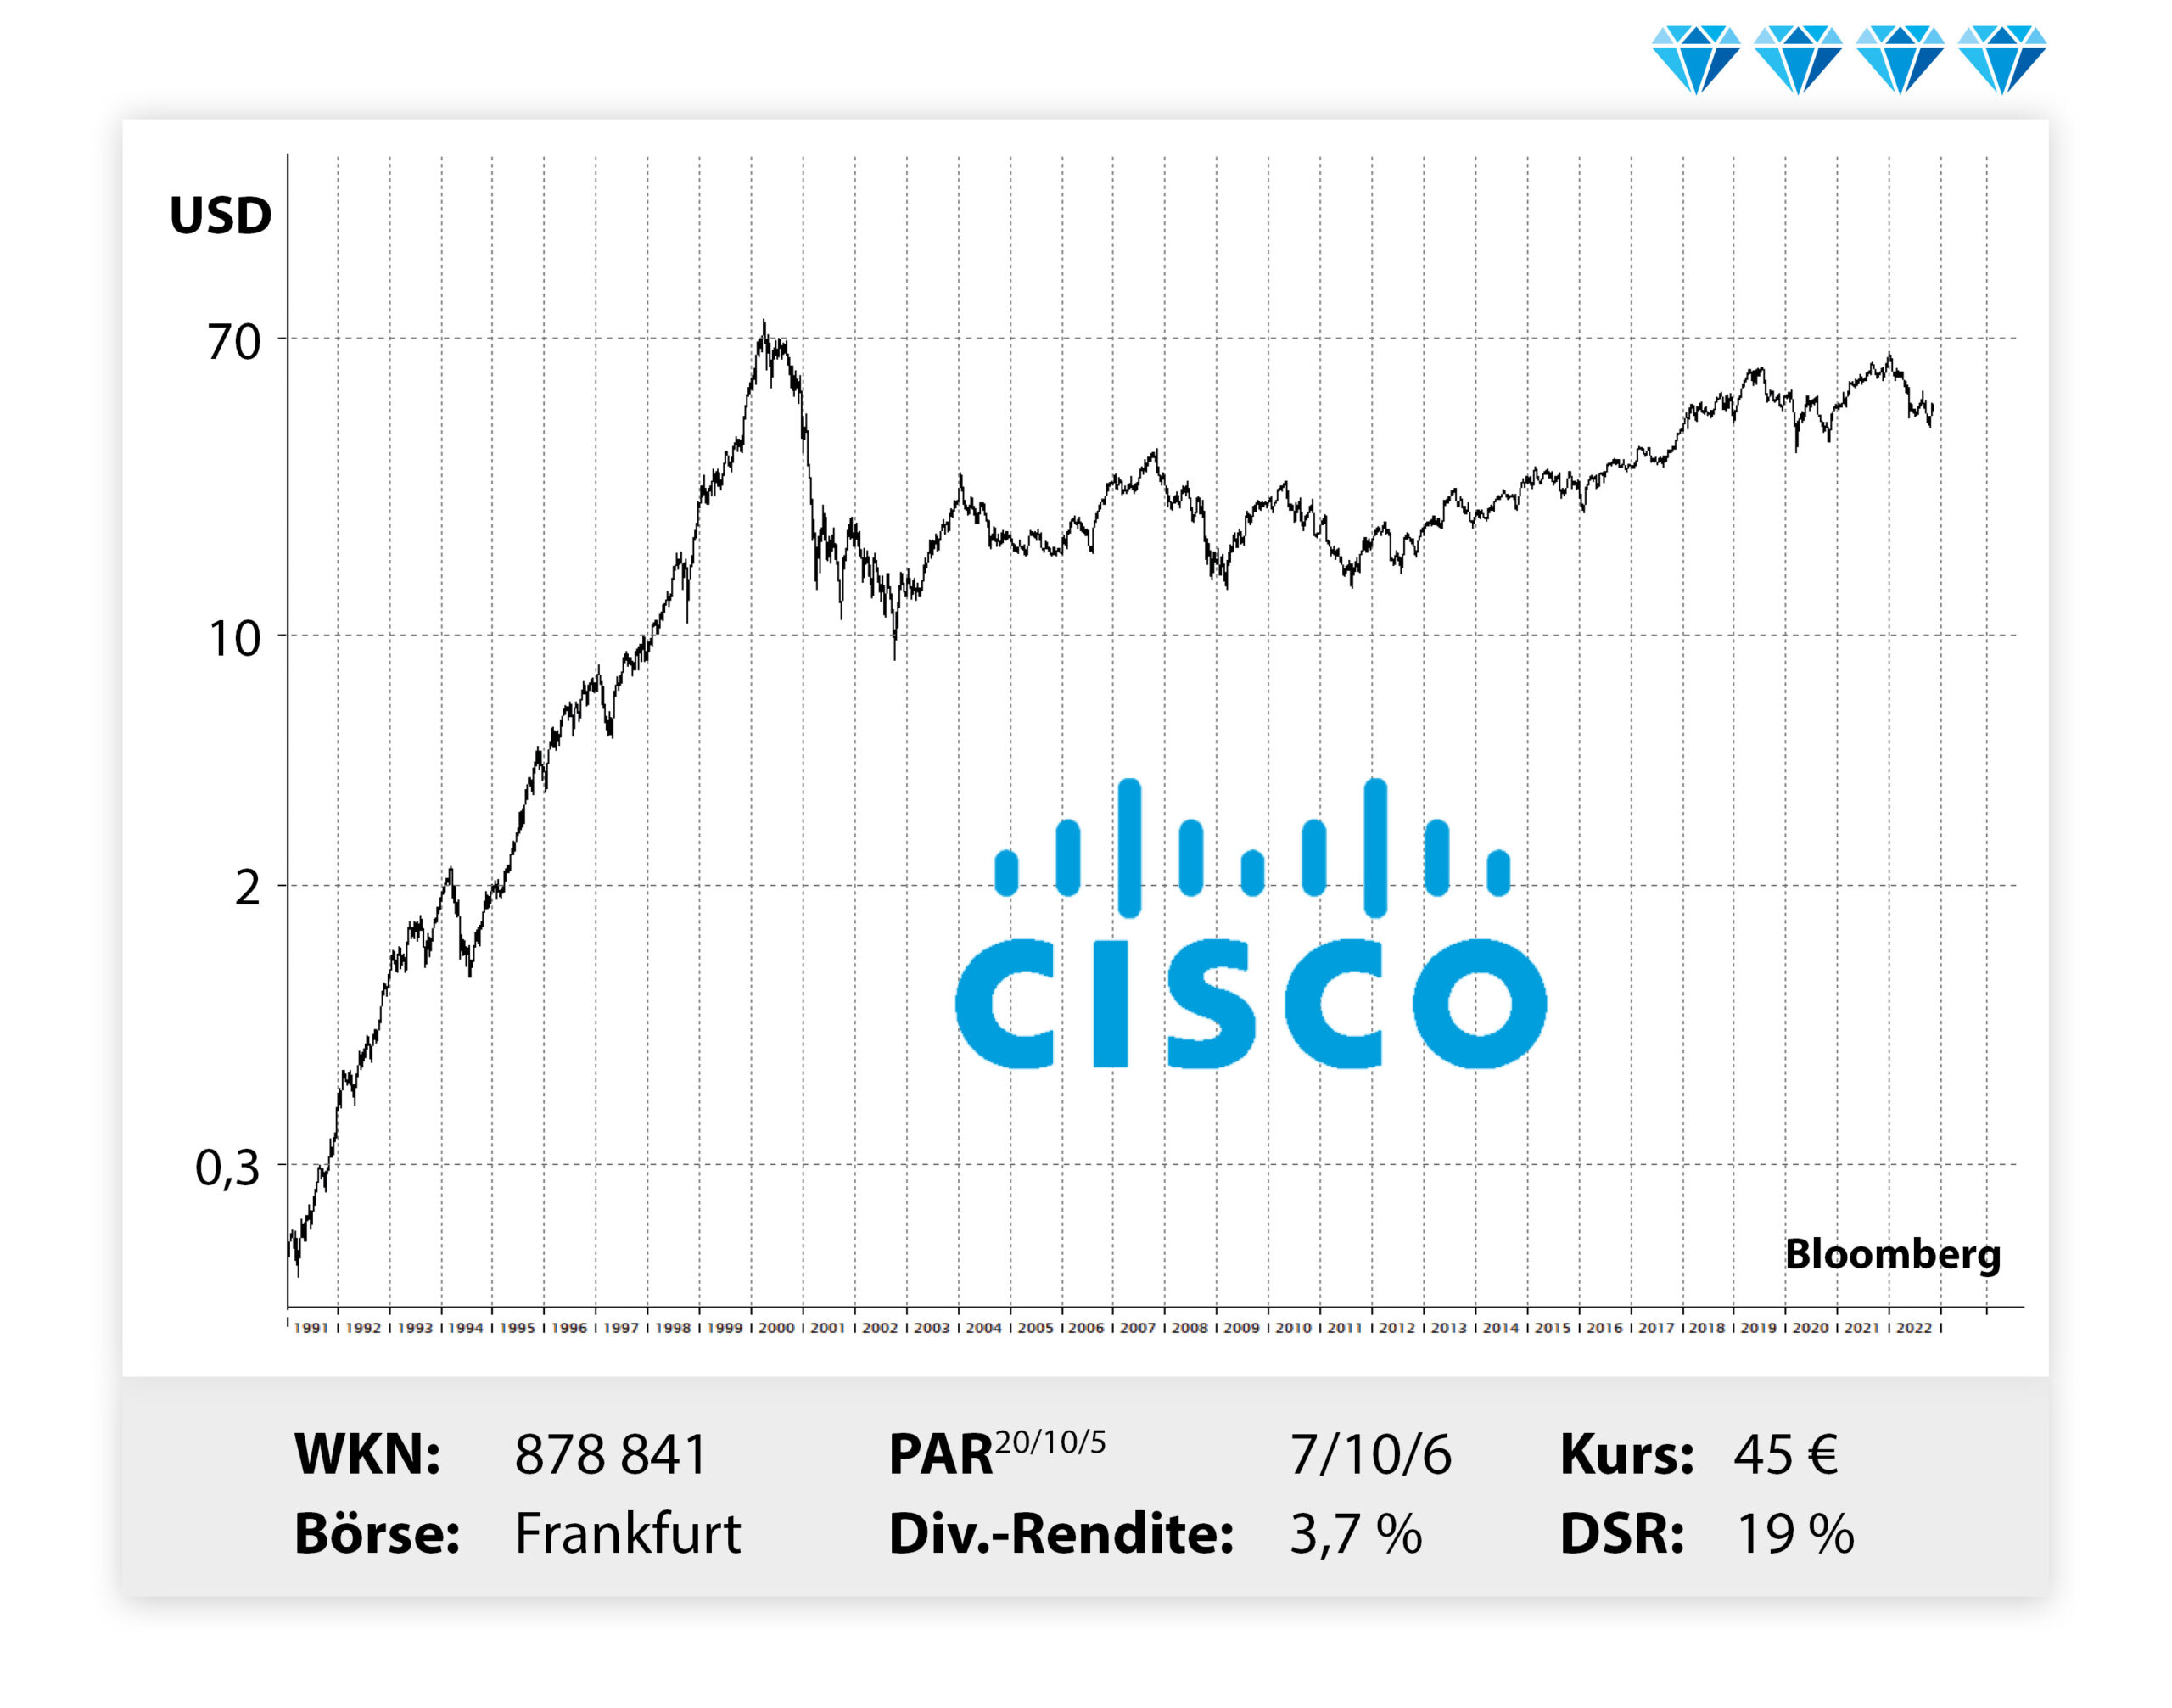 USD
70
10
2
0,3
CISCO
Bloomberg
1991 1992 1993 1994 1995 1996 1997 1998 1999 2000 2001 2002 2003 2004 2005 2006 2007 2008 2009 2010 2011 2012 2013 2014 2015 2016 2017 2018 2019 2020 2021 2022
WKN: 878 841 PAR20/10/5 7/10/6 Kurs: 45 €
Börse: Frankfurt Div.-Rendite: 3,7 % DSR: 19 %